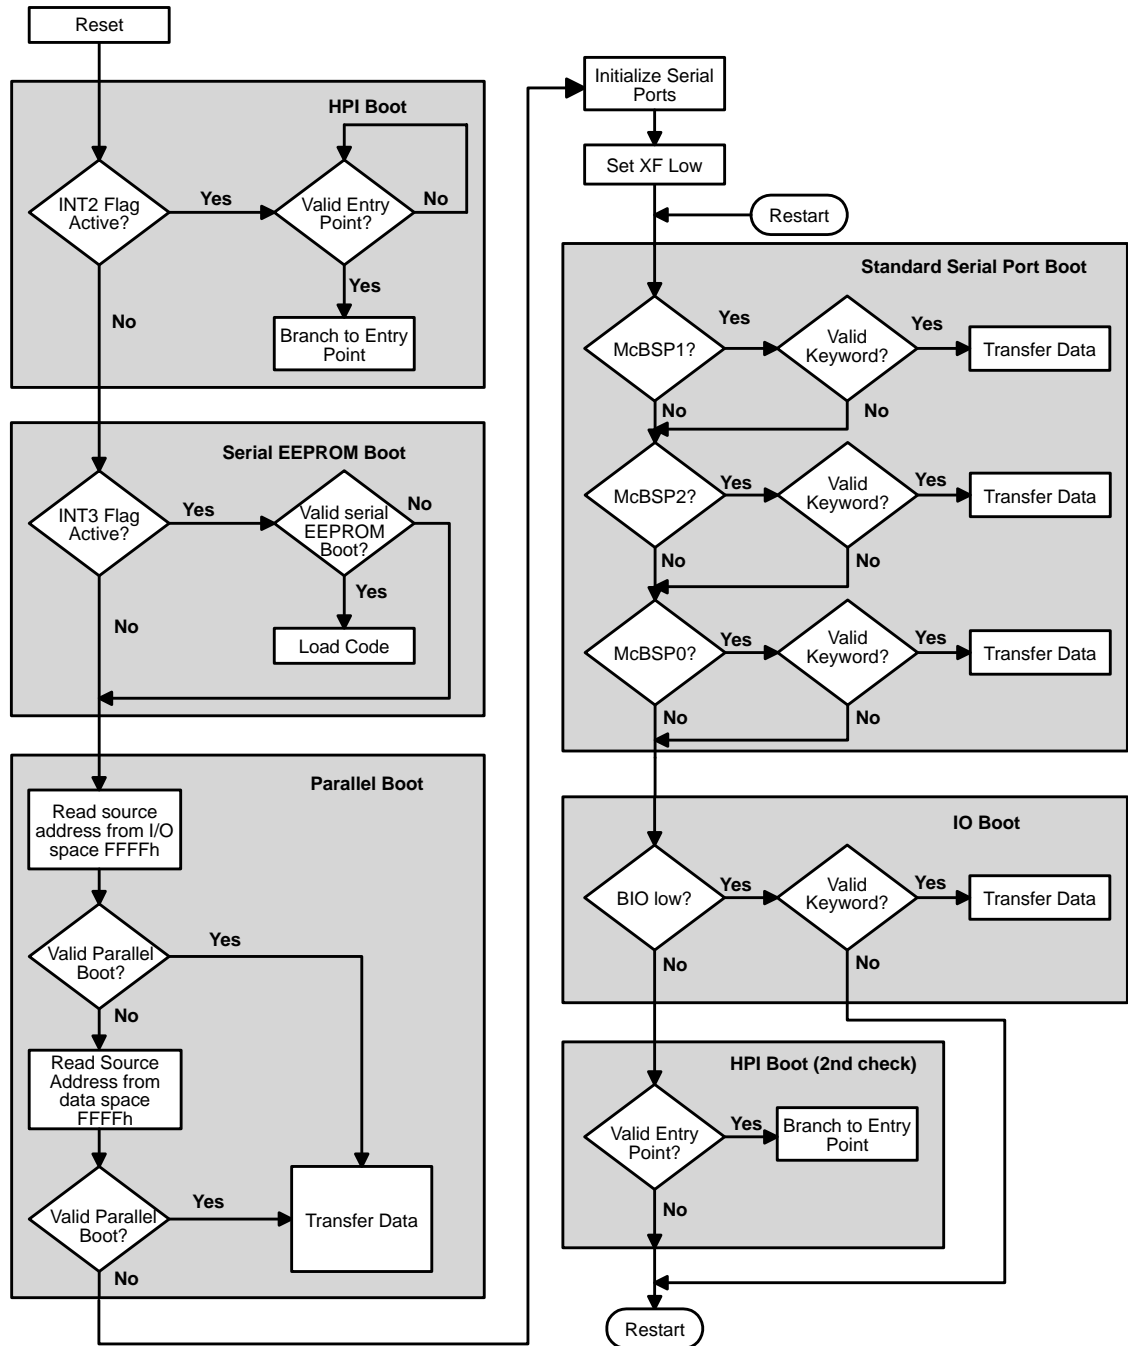 Reset
HPI Boot
INT2 Flag
Active?
Yes
Valid Entry
Point?
No
Yes
No
Branch to Entry
Point
Serial EEPROM Boot
INT3 Flag
Active?
Yes
Valid serial
EEPROM
Boot?
No
Yes
No
Load Code
Parallel Boot
Read source
address from I/O
space FFFFh
Valid Parallel
Boot?
Yes
No
Read Source
Address from
data space
FFFFh
Valid Parallel
Boot?
Yes
Transfer Data
No
Initialize Serial
Ports
Set XF Low
Restart
Standard Serial Port Boot
McBSP1?
Yes
Valid
Keyword?
Yes
Transfer Data
No
No
McBSP2?
Yes
Valid
Keyword?
Yes
Transfer Data
No
No
McBSP0?
Yes
Valid
Keyword?
Yes
Transfer Data
No
No
IO Boot
BIO low?
Yes
Valid
Keyword?
Yes
Transfer Data
No
No
HPI Boot (2nd check)
Valid Entry
Point?
Yes
Branch to Entry
Point
No
Restart